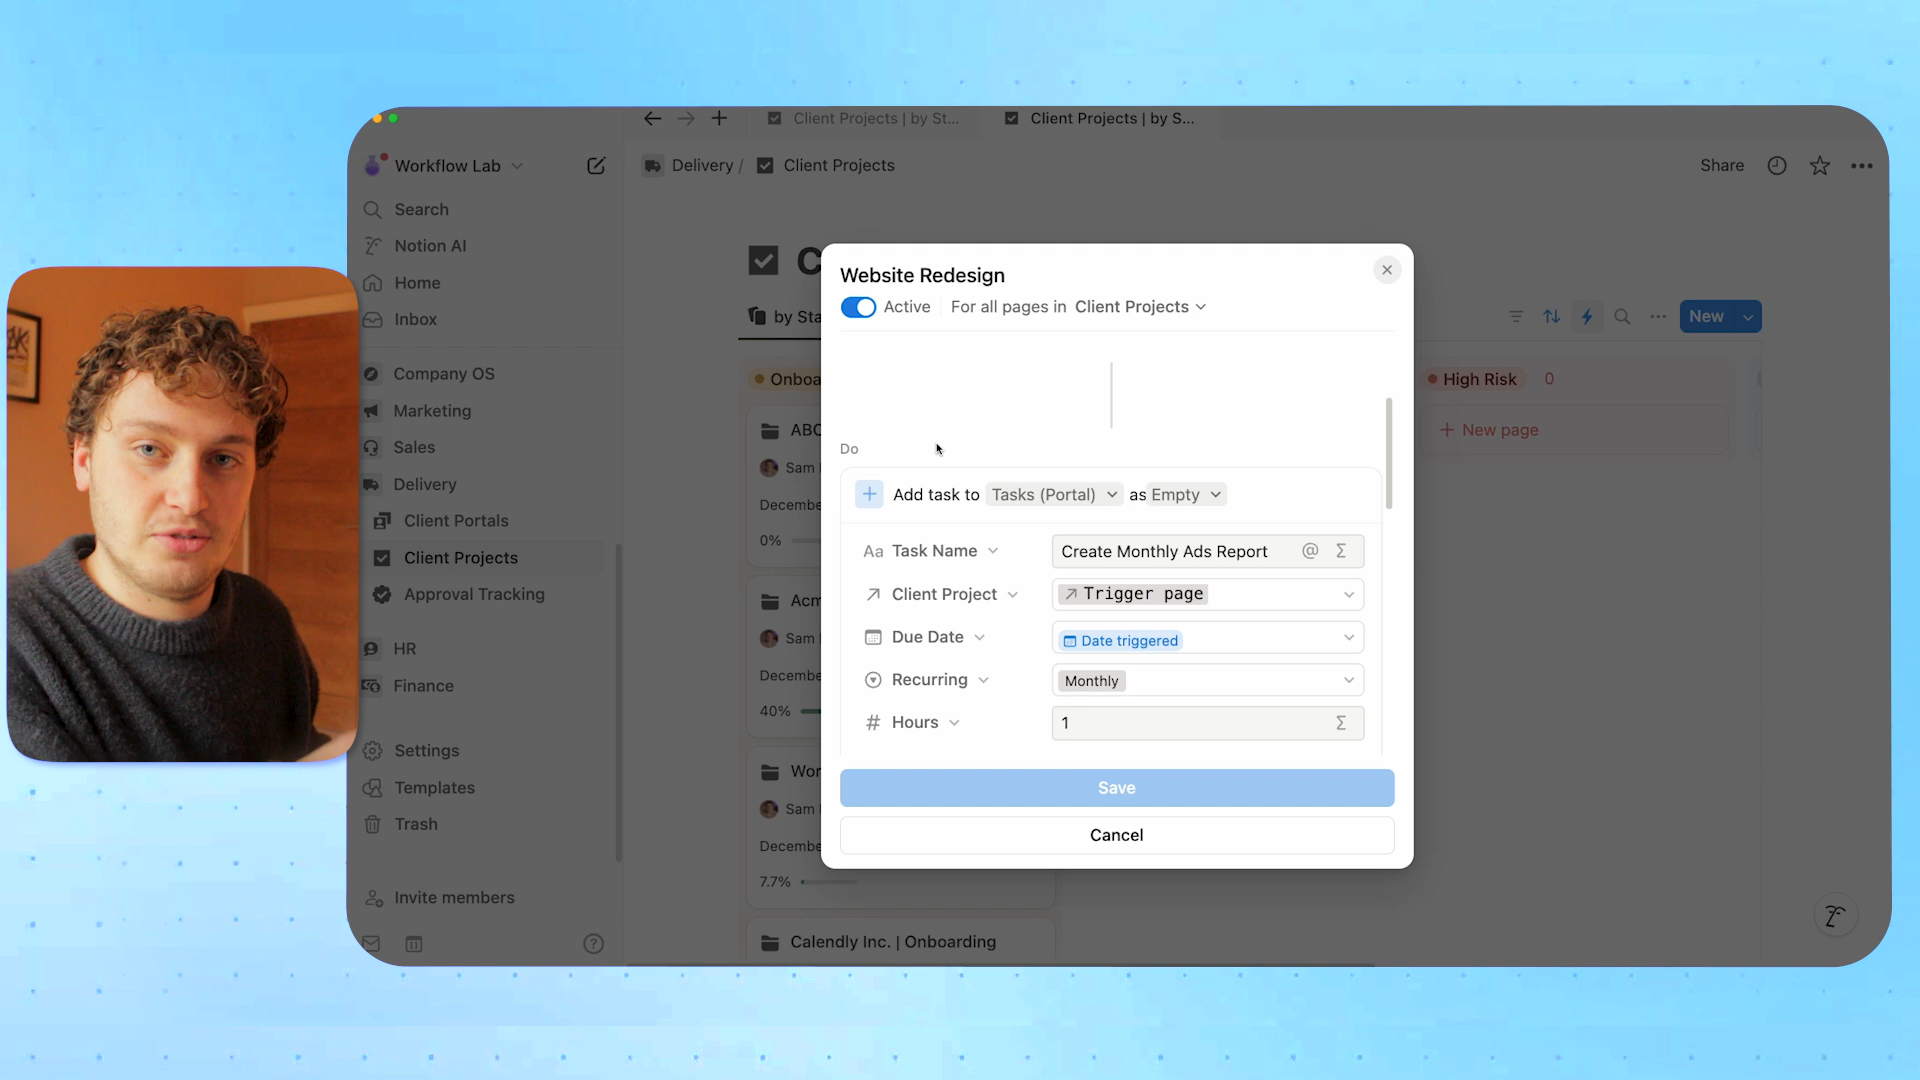 Client Projects | by St...
Client Projects | by S...
Workflow Lab
Delivery /
Client Projects
Share
Search
Notion AI
Home
Inbox
Company OS
Marketing
Sales
Delivery
Client Portals
Client Projects
Approval Tracking
HR
Finance
Settings
Templates
Trash
Invite members
C
by Sta
New
Onboa
ABC
Sam
Decembe
0%
Acm
Sam
Decembe
40%
Wor
Sam
Decembe
7.7%
Calendly Inc. | Onboarding
High Risk 0
+ New page
Website Redesign
Active
For all pages in Client Projects
Do
Add task to Tasks (Portal) as Empty
Aa Task Name
Create Monthly Ads Report @ Σ
Client Project
Trigger page
Due Date
Date triggered
Recurring
Monthly
# Hours
1 Σ
Save
Cancel